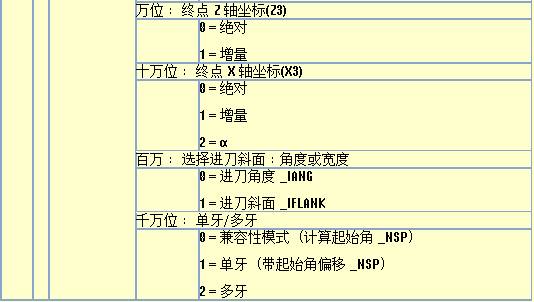 万位：终点 Z 轴坐标(Z3)
0 = 绝对
1 = 增量
十万位：终点 X 轴坐标(X3)
0 = 绝对
1 = 增量
2 = α
百万：选择进刀斜面：角度或宽度
0 = 进刀角度 _IANG
1 = 进刀斜面 _IFLANK
千万位：单牙/多牙
0 = 兼容性模式（计算起始角 _NSP）
1 = 单牙（带起始角偏移 _NSP）
2 = 多牙